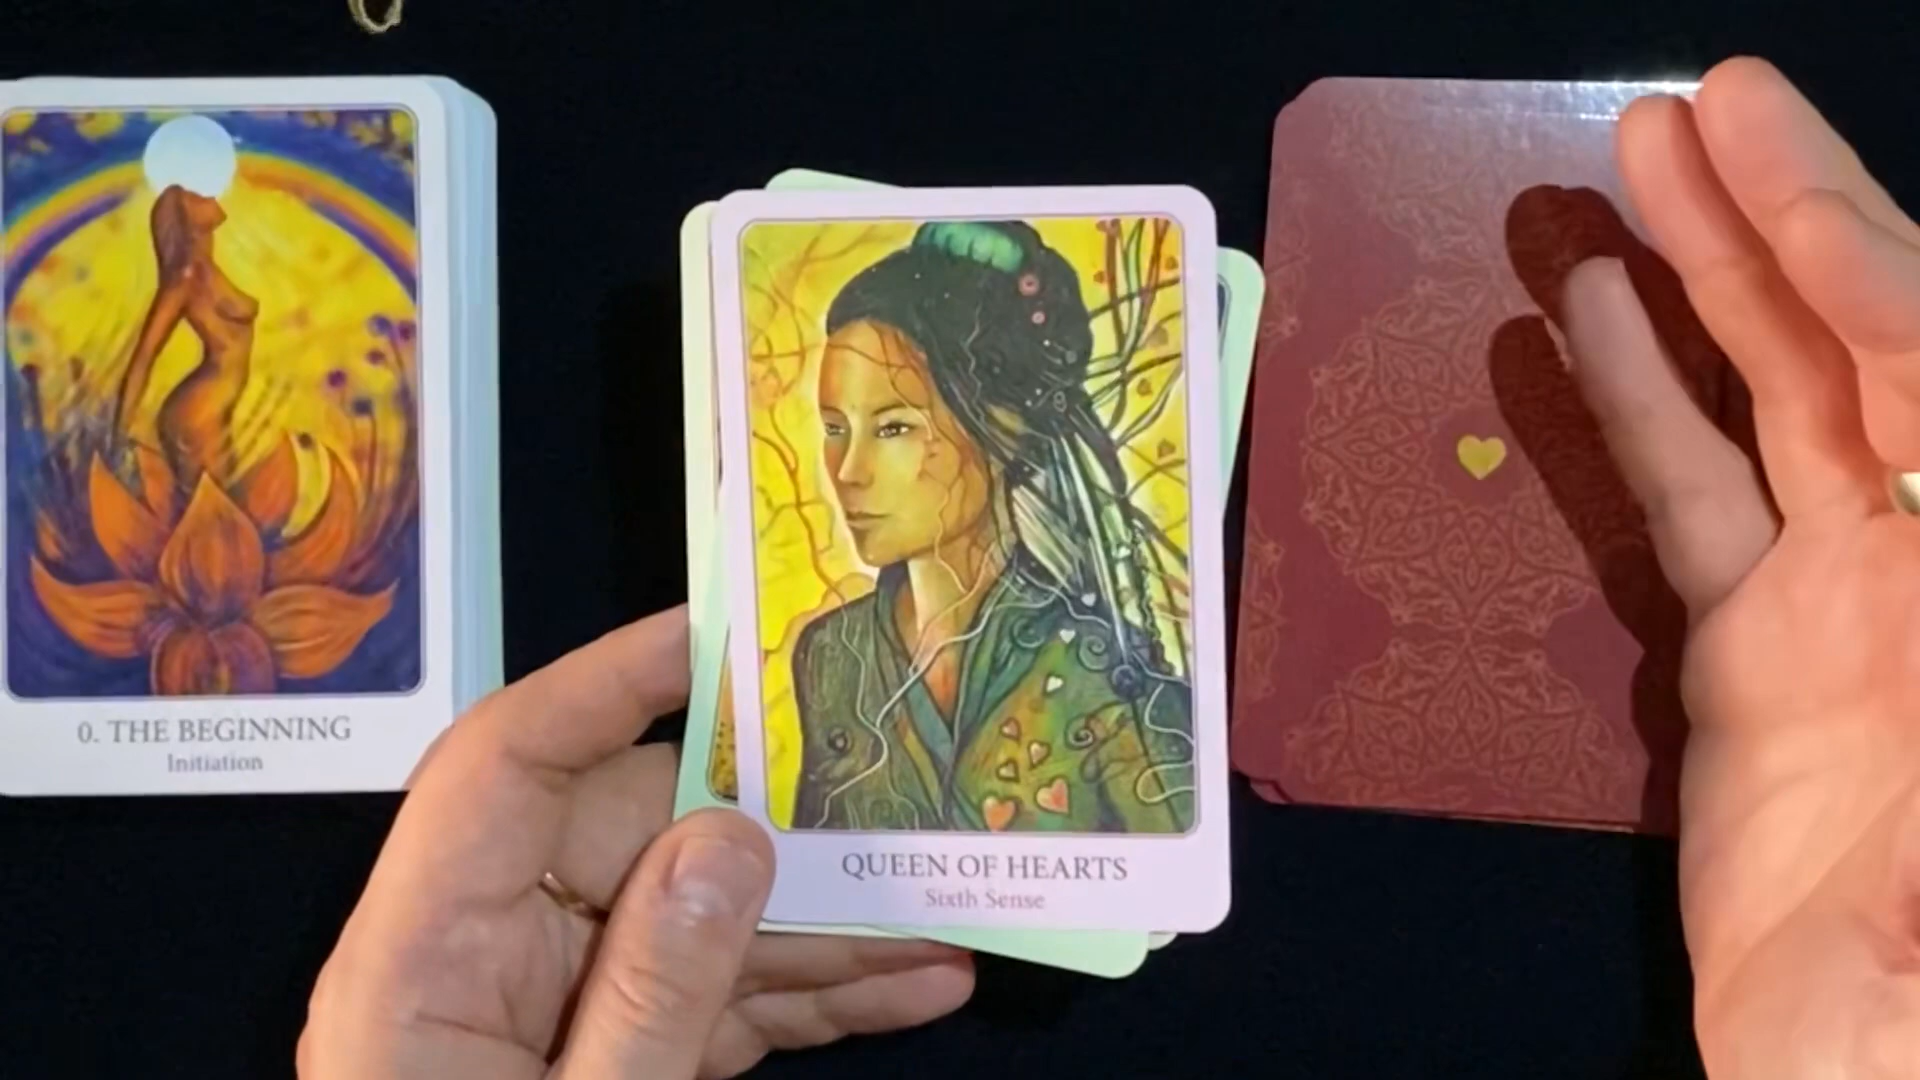 0. THE BEGINNING
Initiation
QUEEN OF HEARTS
Sixth Sense